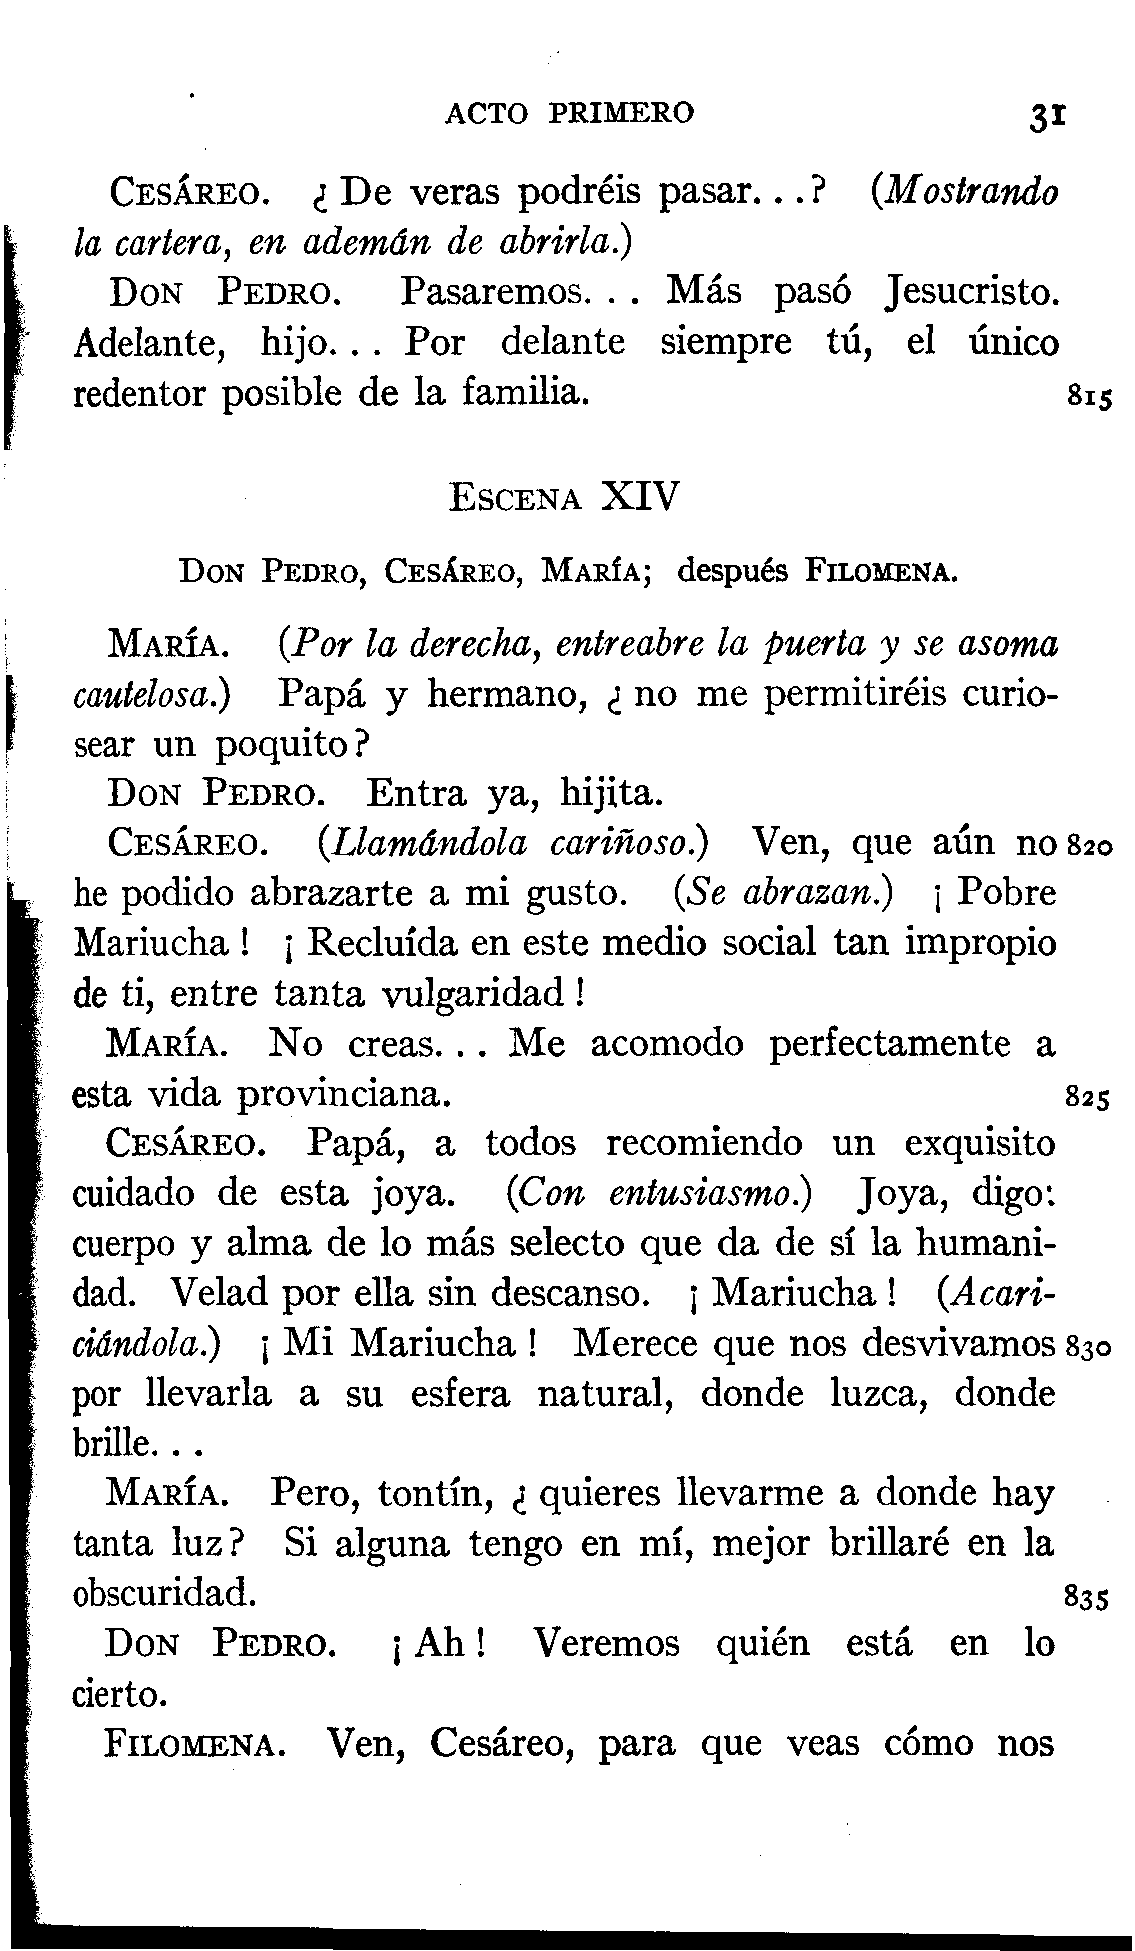 ACTO PRIMERO 31
CESÁREO. ¿ De veras podréis pasar. . .? (Mostrando
la cartera, en ademán de abrirla.)
DON PEDRO. Pasaremos. . . Más pasó Jesucristo.
Adelante, hijo. . . Por delante siempre tú, el único
redentor posible de la familia. 815
ESCENA XIV
DON PEDRO, CESÁREO, MARÍA; después FILOMENA.
MARÍA. (Por la derecha, entreabre la puerta y se asoma
cautelosa.) Papá y hermano, ¿ no me permitiréis curio-
sear un poquito?
DON PEDRO. Entra ya, hijita.
CESÁREO. (Llamándola cariñoso.) Ven, que aún no 820
he podido abrazarte a mi gusto. (Se abrazan.) ¡ Pobre
Mariucha ! ¡ Recluída en este medio social tan impropio
de ti, entre tanta vulgaridad !
MARÍA. No creas. . . Me acomodo perfectamente a
esta vida provinciana. 825
CESÁREO. Papá, a todos recomiendo un exquisito
cuidado de esta joya. (Con entusiasmo.) Joya, digo:
cuerpo y alma de lo más selecto que da de sí la humani-
dad. Velad por ella sin descanso. ¡ Mariucha ! (Acari-
ciándola.) ¡ Mi Mariucha ! Merece que nos desvivamos 830
por llevarla a su esfera natural, donde luzca, donde
brille. . .
MARÍA. Pero, tontín, ¿ quieres llevarme a donde hay
tanta luz? Si alguna tengo en mí, mejor brillaré en la
obscuridad. 835
DON PEDRO. ¡ Ah ! Veremos quién está en lo
cierto.
FILOMENA. Ven, Cesáreo, para que veas cómo nos